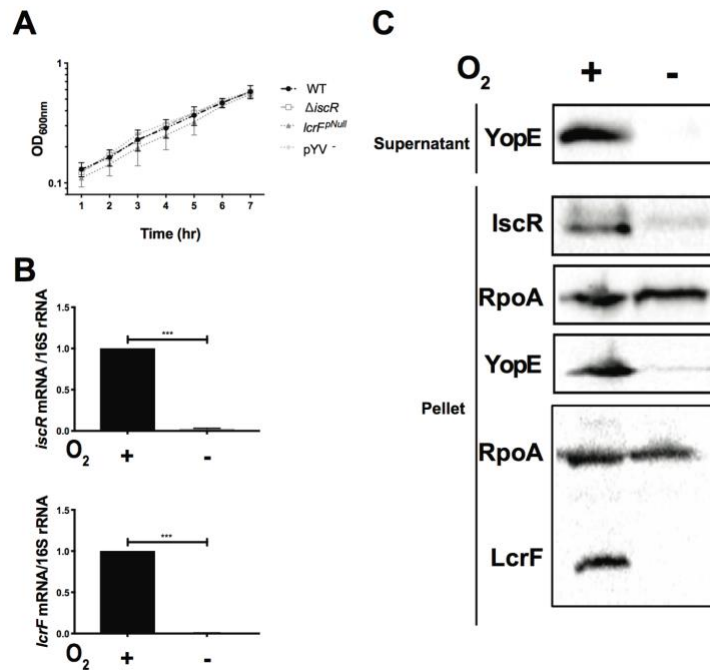 A
OD600nm
1
0.1
1 2 3 4 5 6 7
Time (hr)
WT
ΔiscR
lcrFpNull
pYV -
B
iscR mRNA /16S rRNA
1.5
1.0
0.5
0.0
***
O2 + -
lcrF mRNA/16S rRNA
1.5
1.0
0.5
0.0
***
O2 + -
C
O2 + -
Supernatant YopE
Pellet
IscR
RpoA
YopE
RpoA
LcrF